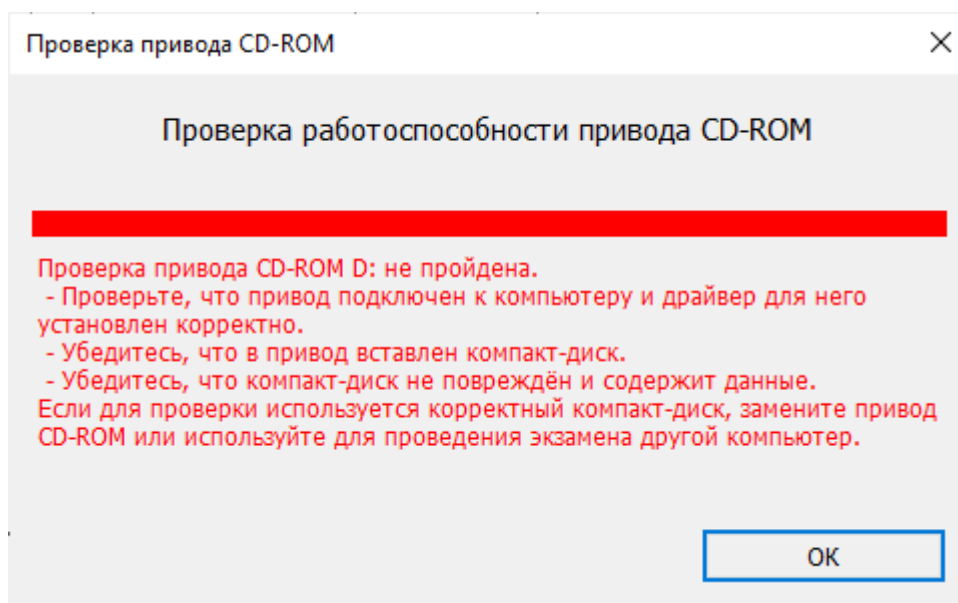 Проверка привода CD-ROM
Проверка работоспособности привода CD-ROM
Проверка привода CD-ROM D: не пройдена.
- Проверьте, что привод подключен к компьютеру и драйвер для него
установлен корректно.
- Убедитесь, что в привод вставлен компакт-диск.
- Убедитесь, что компакт-диск не повреждён и содержит данные.
Если для проверки используется корректный компакт-диск, замените привод
CD-ROM или используйте для проведения экзамена другой компьютер.
ОК